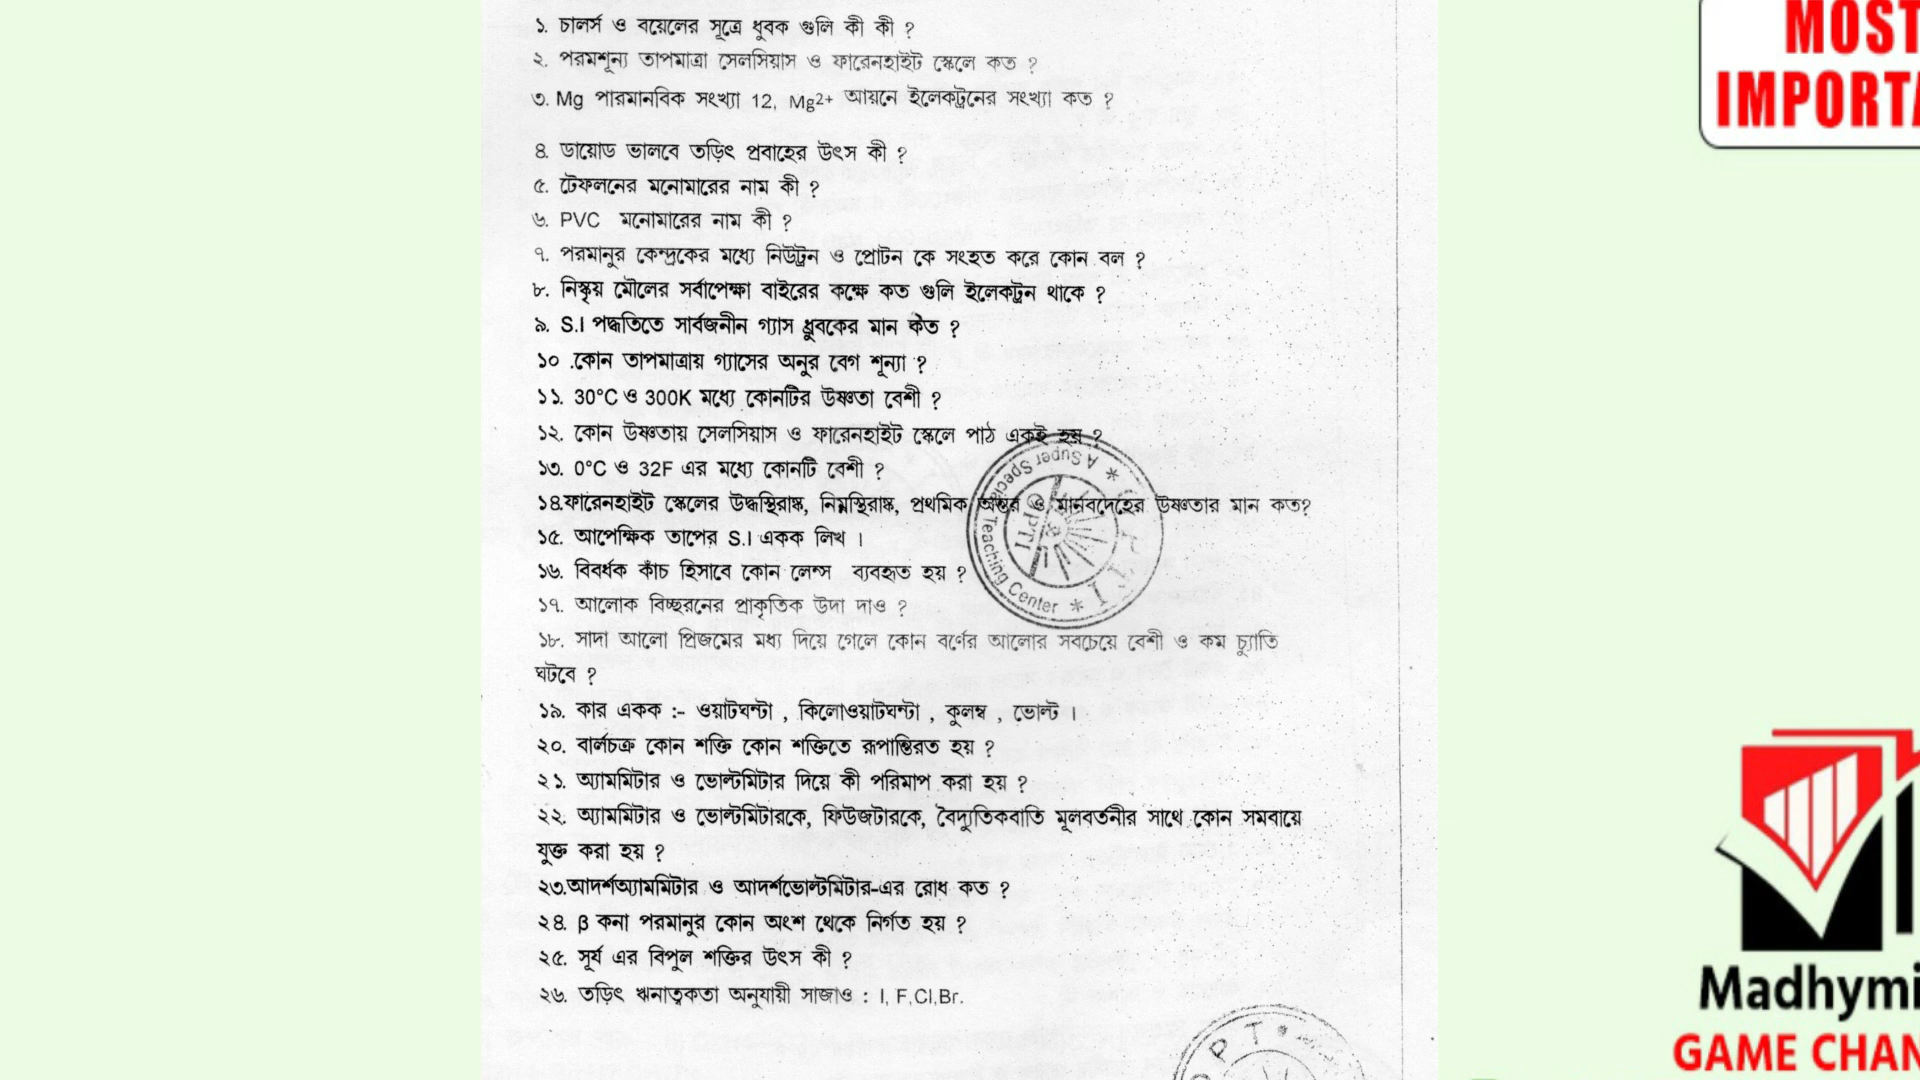 ১. চালর্স ও বয়েলের সূত্রে ধুবক গুলি কী কী ?
২. পরমশূন্য তাপমাত্রা সেলসিয়াস ও ফারেনহাইট স্কেলে কত ?
৩. Mg পারমানবিক সংখ্যা 12, Mg2+ আয়নে ইলেকট্রনের সংখ্যা কত ?
৪. ডায়োড ভালবে তড়িৎ প্রবাহের উৎস কী ?
৫. টেফলনের মনোমারের নাম কী ?
৬. PVC মনোমারের নাম কী ?
৭. পরমানুর কেন্দ্রকের মধ্যে নিউট্রন ও প্রোটন কে সংহত করে কোন বল ?
৮. নিস্কৃয় মৌলের সর্বাপেক্ষা বাইরের কক্ষে কত গুলি ইলেকট্রন থাকে ?
৯. S.I পদ্ধতিতে সার্বজনীন গ্যাস ধ্রুবকের মান কত ?
১০ .কোন তাপমাত্রায় গ্যাসের অনুর বেগ শূন্যা ?
১১. 30°C ও 300K মধ্যে কোনটির উষ্ণতা বেশী ?
১২. কোন উষ্ণতায় সেলসিয়াস ও ফারেনহাইট স্কেলে পাঠ একই হয় ?
১৩. 0°C ও 32F এর মধ্যে কোনটি বেশী ?
১৪.ফারেনহাইট স্কেলের উদ্ধস্থিরাঙ্ক, নিম্নস্থিরাঙ্ক, প্রথমিক অন্তর ও মানবদেহের উষ্ণতার মান কত?
১৫. আপেক্ষিক তাপের S.I একক লিখ ।
১৬. বিবর্ধক কাঁচ হিসাবে কোন লেন্স ব্যবহৃত হয় ?
১৭. আলোক বিচ্ছুরনের প্রাকৃতিক উদা দাও ?
১৮. সাদা আলো প্রিজমের মধ্য দিয়ে গেলে কোন বর্ণের আলোর সবচেয়ে বেশী ও কম চ্যুাতি
ঘটবে ?
১৯. কার একক :- ওয়াটঘন্টা , কিলোওয়াটঘন্টা , কুলম্ব , ভোল্ট ।
২০. বার্লচক্র কোন শক্তি কোন শক্তিতে রূপান্তিরত হয় ?
২১. অ্যামমিটার ও ভোল্টমিটার দিয়ে কী পরিমাপ করা হয় ?
২২. অ্যামমিটার ও ভোল্টমিটারকে, ফিউজটারকে, বৈদ্যুতিকবাতি মূলবর্তনীর সাথে কোন সমবায়ে
যুক্ত করা হয় ?
২৩.আদর্শঅ্যামমিটার ও আদর্শভোল্টমিটার-এর রোধ কত ?
২৪. β কনা পরমানুর কোন অংশ থেকে নির্গত হয় ?
২৫. সূর্য এর বিপুল শক্তির উৎস কী ?
২৬. তড়িৎ ঋনাত্বকতা অনুযায়ী সাজাও : I, F,Cl,Br.
A Super Special Teaching Center
PTI
MOST
IMPORTA
Madhymi
GAME CHAN